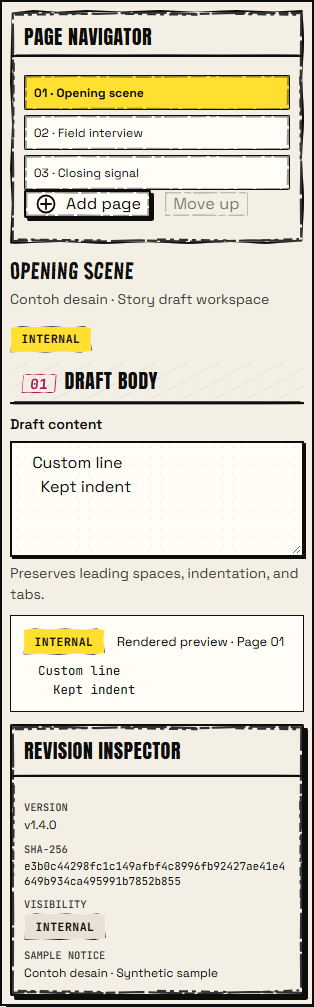 PAGE NAVIGATOR
01 · Opening scene
02 · Field interview
03 · Closing signal
Add page
Move up
OPENING SCENE
Contoh desain · Story draft workspace
INTERNAL
01 DRAFT BODY
Draft content
Custom line
Kept indent
Preserves leading spaces, indentation, and
tabs.
INTERNAL Rendered preview · Page 01
Custom line
Kept indent
REVISION INSPECTOR
VERSION
v1.4.0
SHA-256
e3b0c44298fc1c149afbf4c8996fb92427ae41e4
649b934ca495991b7852b855
VISIBILITY
INTERNAL
SAMPLE NOTICE
Contoh desain · Synthetic sample